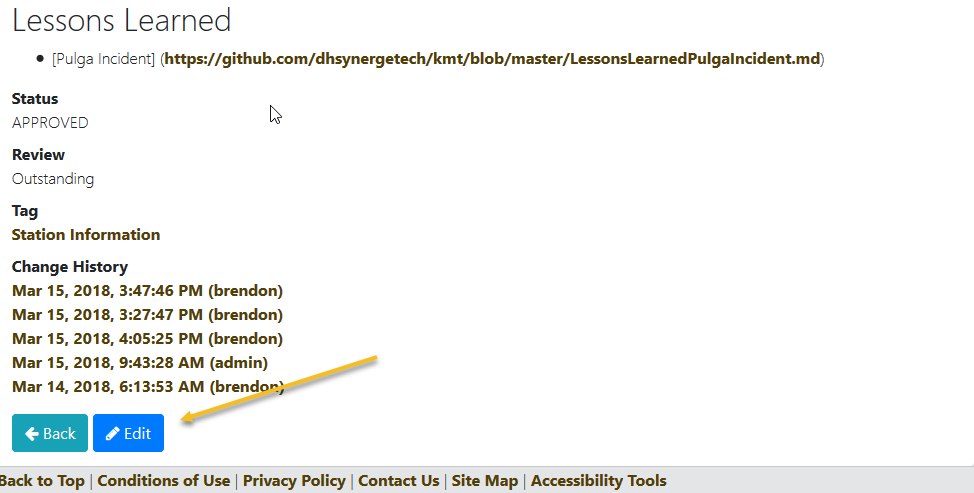 Lessons Learned
[Pulga Incident] (https://github.com/dhsynergetech/kmt/blob/master/LessonsLearnedPulgaIncident.md)
Status
APPROVED
Review
Outstanding
Tag
Station Information
Change History
Mar 15, 2018, 3:47:46 PM (brendon)
Mar 15, 2018, 3:27:47 PM (brendon)
Mar 15, 2018, 4:05:25 PM (brendon)
Mar 15, 2018, 9:43:28 AM (admin)
Mar 14, 2018, 6:13:53 AM (brendon)
Back Edit
Back to Top | Conditions of Use | Privacy Policy | Contact Us | Site Map | Accessibility Tools